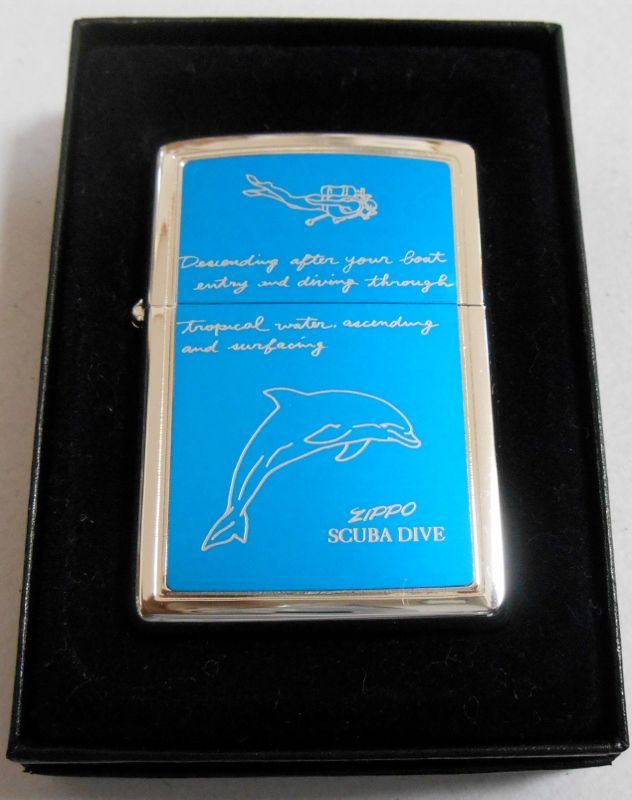 Descending after your boat
entry and diving through
tropical water, ascending
and surfacing
ZIPPO
SCUBA DIVE